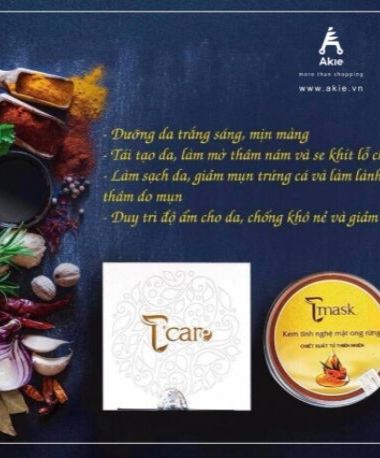 Akie
more than shopping
www.akie.vn
- Dưỡng da trắng sáng, mịn màng
- Tái tạo da, làm mờ thâm nám và se khít lỗ ch
- Làm sạch da, giảm mụn trứng cá và làm lành
thâm do mụn
- Duy trì độ ẩm cho da, chống khô nẻ và giảm
T'care
Tmask
Kem tinh nghệ mật ong rừng
CHIẾT XUẤT TỪ THIÊN NHIÊN